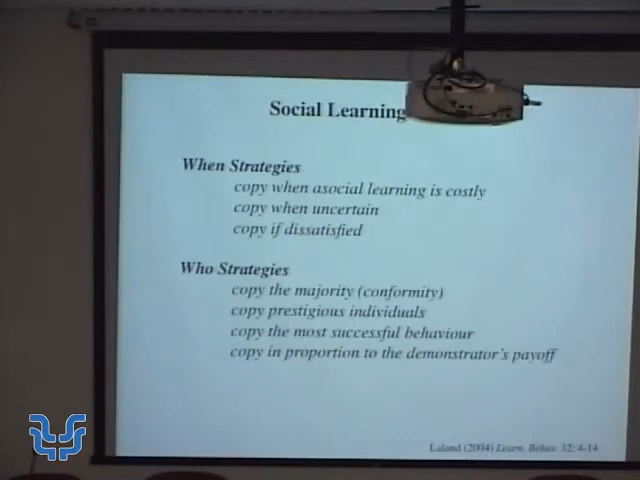 Social Learning
When Strategies
copy when asocial learning is costly
copy when uncertain
copy if dissatisfied
Who Strategies
copy the majority (conformity)
copy prestigious individuals
copy the most successful behaviour
copy in proportion to the demonstrator's payoff
Laland (2004) Learn. Behav. 32: 4-14